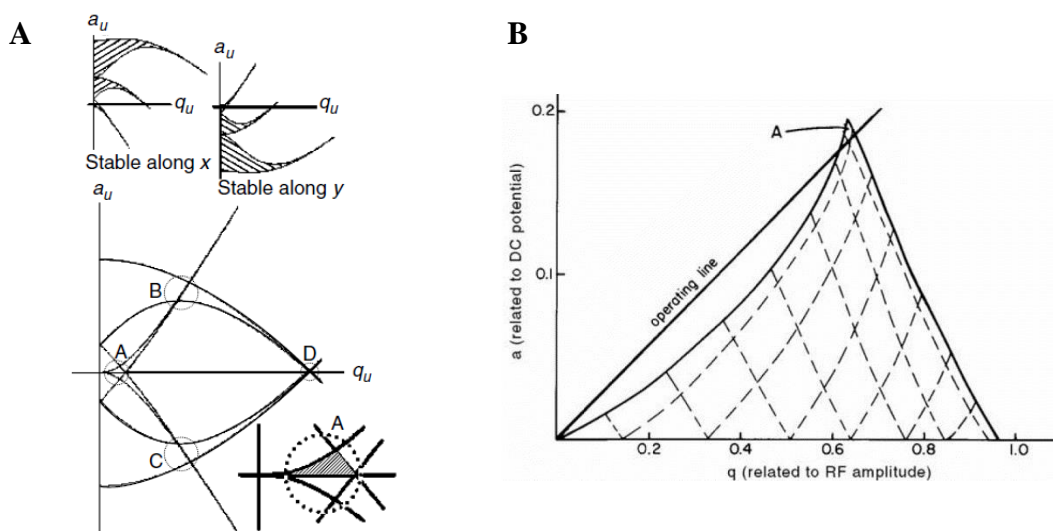 A
a_u
q_u
Stable along x
a_u
q_u
Stable along y
a_u
B
A
D
q_u
C
A
B
0.2
A
operating line
a (related to DC potential)
0.1
0.2
0.4
0.6
0.8
1.0
q (related to RF amplitude)